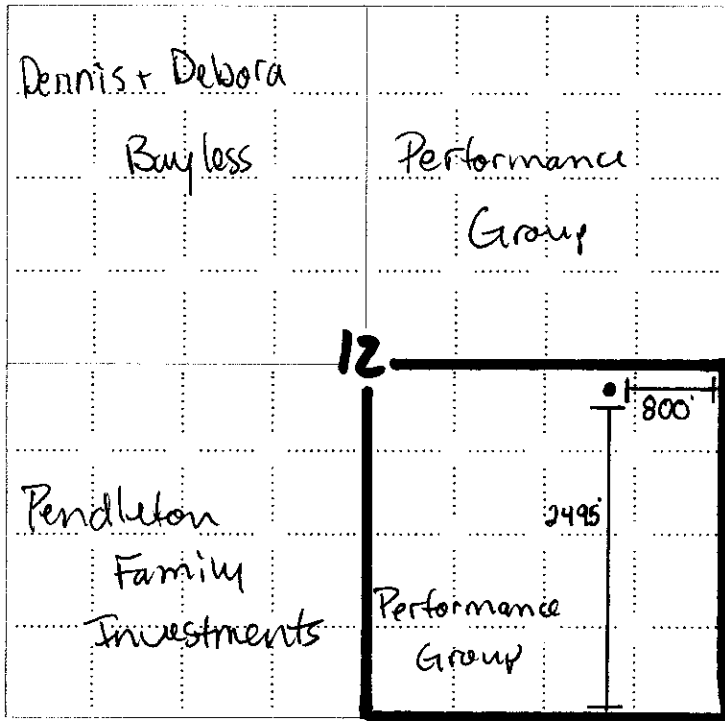 Dennis + Debora
Bayless
Performance
Group
12
800'
2495'
Pendleton
Family
Investments
Performance
Group